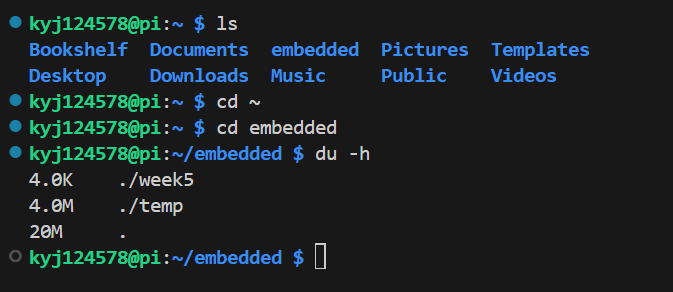 kyj124578@pi:~ $ ls
Bookshelf  Documents  embedded  Pictures  Templates
Desktop    Downloads  Music     Public    Videos
kyj124578@pi:~ $ cd ~
kyj124578@pi:~ $ cd embedded
kyj124578@pi:~/embedded $ du -h
4.0K    ./week5
4.0M    ./temp
20M     .
kyj124578@pi:~/embedded $